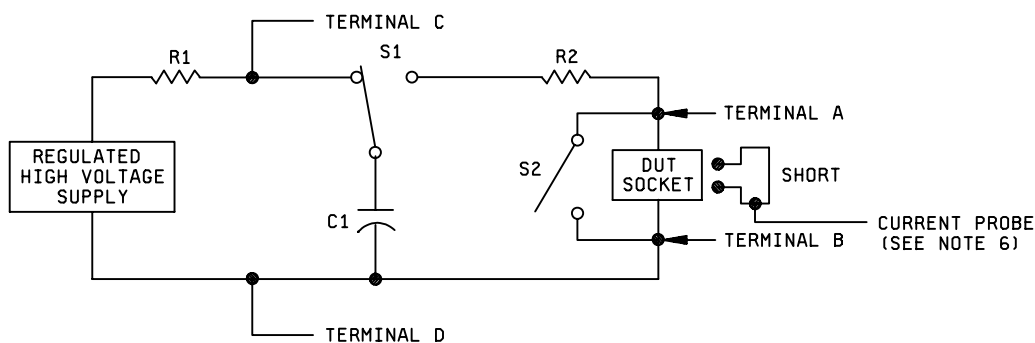 TERMINAL C
S1
R1
R2
TERMINAL A
REGULATED
HIGH VOLTAGE
SUPPLY
S2
DUT
SOCKET
SHORT
C1
CURRENT PROBE
(SEE NOTE 6)
TERMINAL B
TERMINAL D